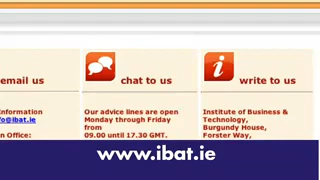 email us
chat to us
write to us
Information
fo@ibat.ie
n Office:
Our advice lines are open
Monday through Friday
from
09.00 until 17.30 GMT.
Institute of Business &
Technology,
Burgundy House,
Forster Way,
www.ibat.ie